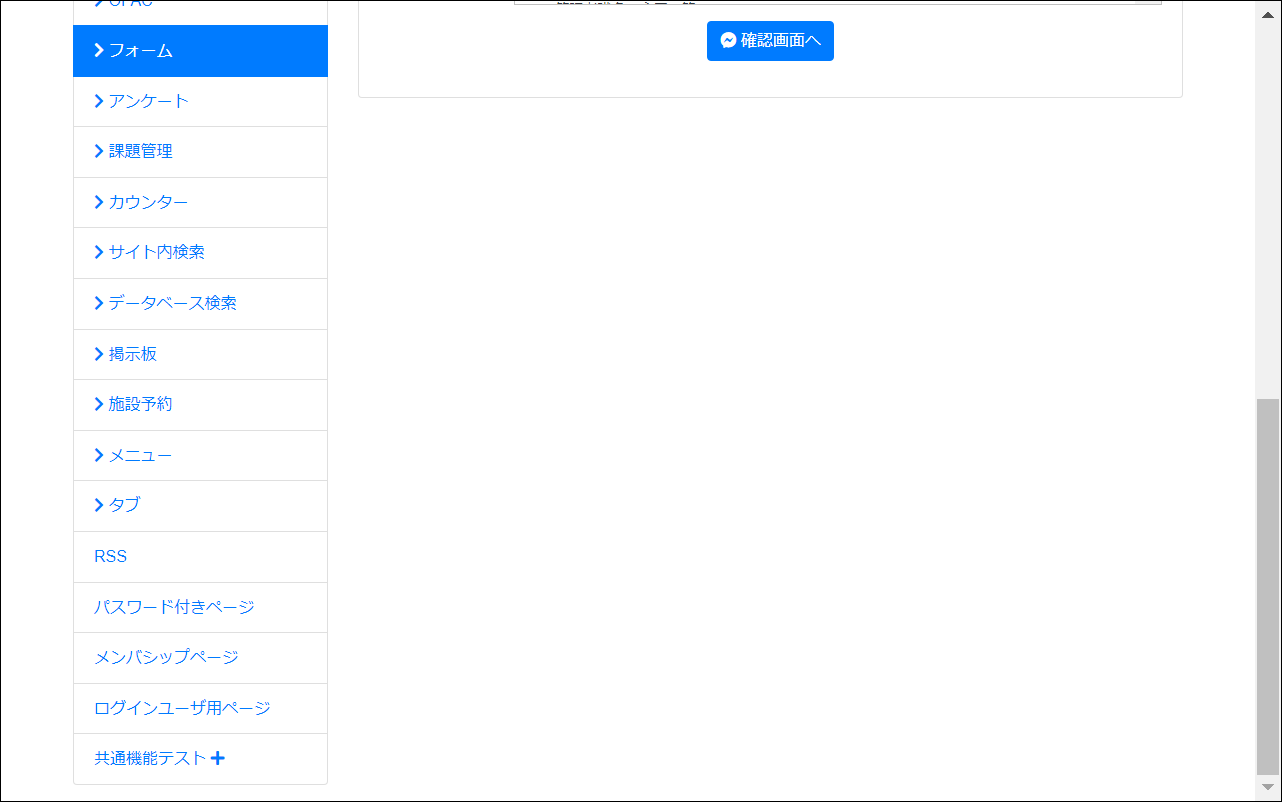 OPAC
フォーム
アンケート
課題管理
カウンター
サイト内検索
データベース検索
掲示板
施設予約
メニュー
タブ
RSS
パスワード付きページ
メンバシップページ
ログインユーザ用ページ
共通機能テスト
確認画面へ